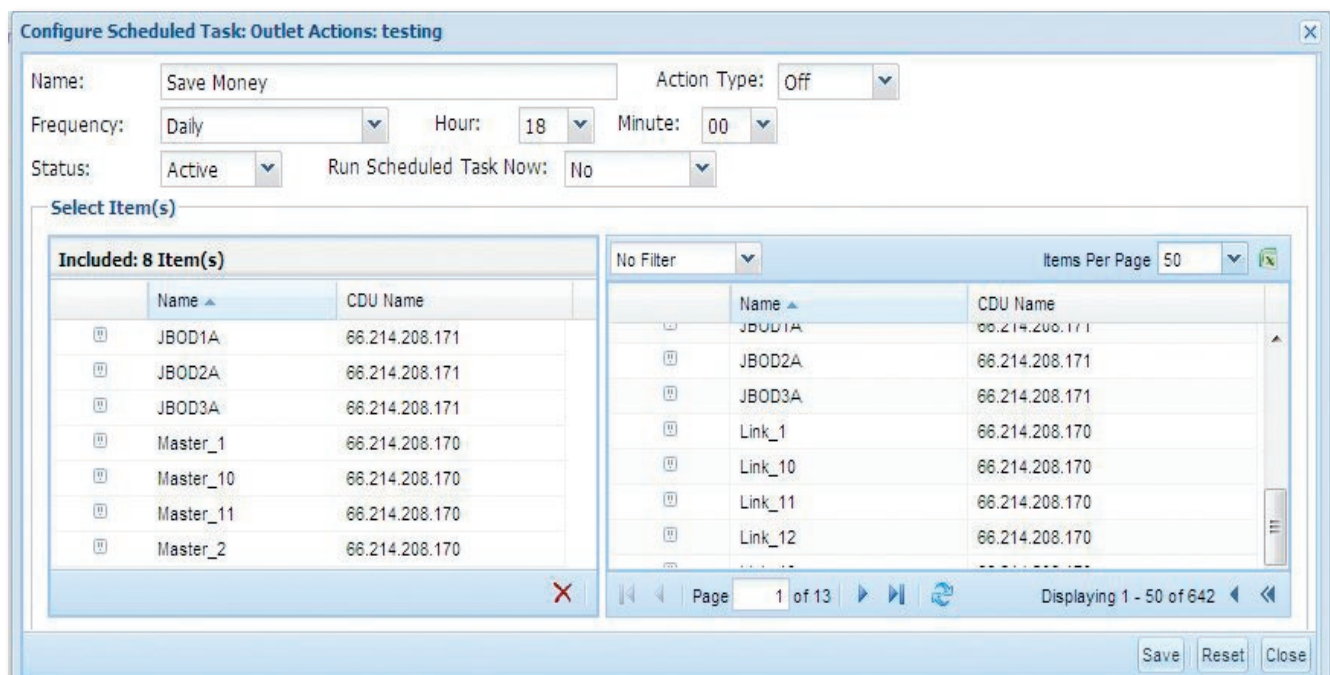 Configure Scheduled Task: Outlet Actions: testing
Name: Save Money Action Type: Off
Frequency: Daily Hour: 18 Minute: 00
Status: Active Run Scheduled Task Now: No
Select Item(s)
Included: 8 Item(s)
Name CDU Name
JBOD1A 66.214.208.171
JBOD2A 66.214.208.171
JBOD3A 66.214.208.171
Master_1 66.214.208.170
Master_10 66.214.208.170
Master_11 66.214.208.170
Master_2 66.214.208.170
No Filter Items Per Page 50
Name CDU Name
JBOD1A 66.214.208.171
JBOD2A 66.214.208.171
JBOD3A 66.214.208.171
Link_1 66.214.208.170
Link_10 66.214.208.170
Link_11 66.214.208.170
Link_12 66.214.208.170
Page 1 of 13 Displaying 1 - 50 of 642
Save Reset Close